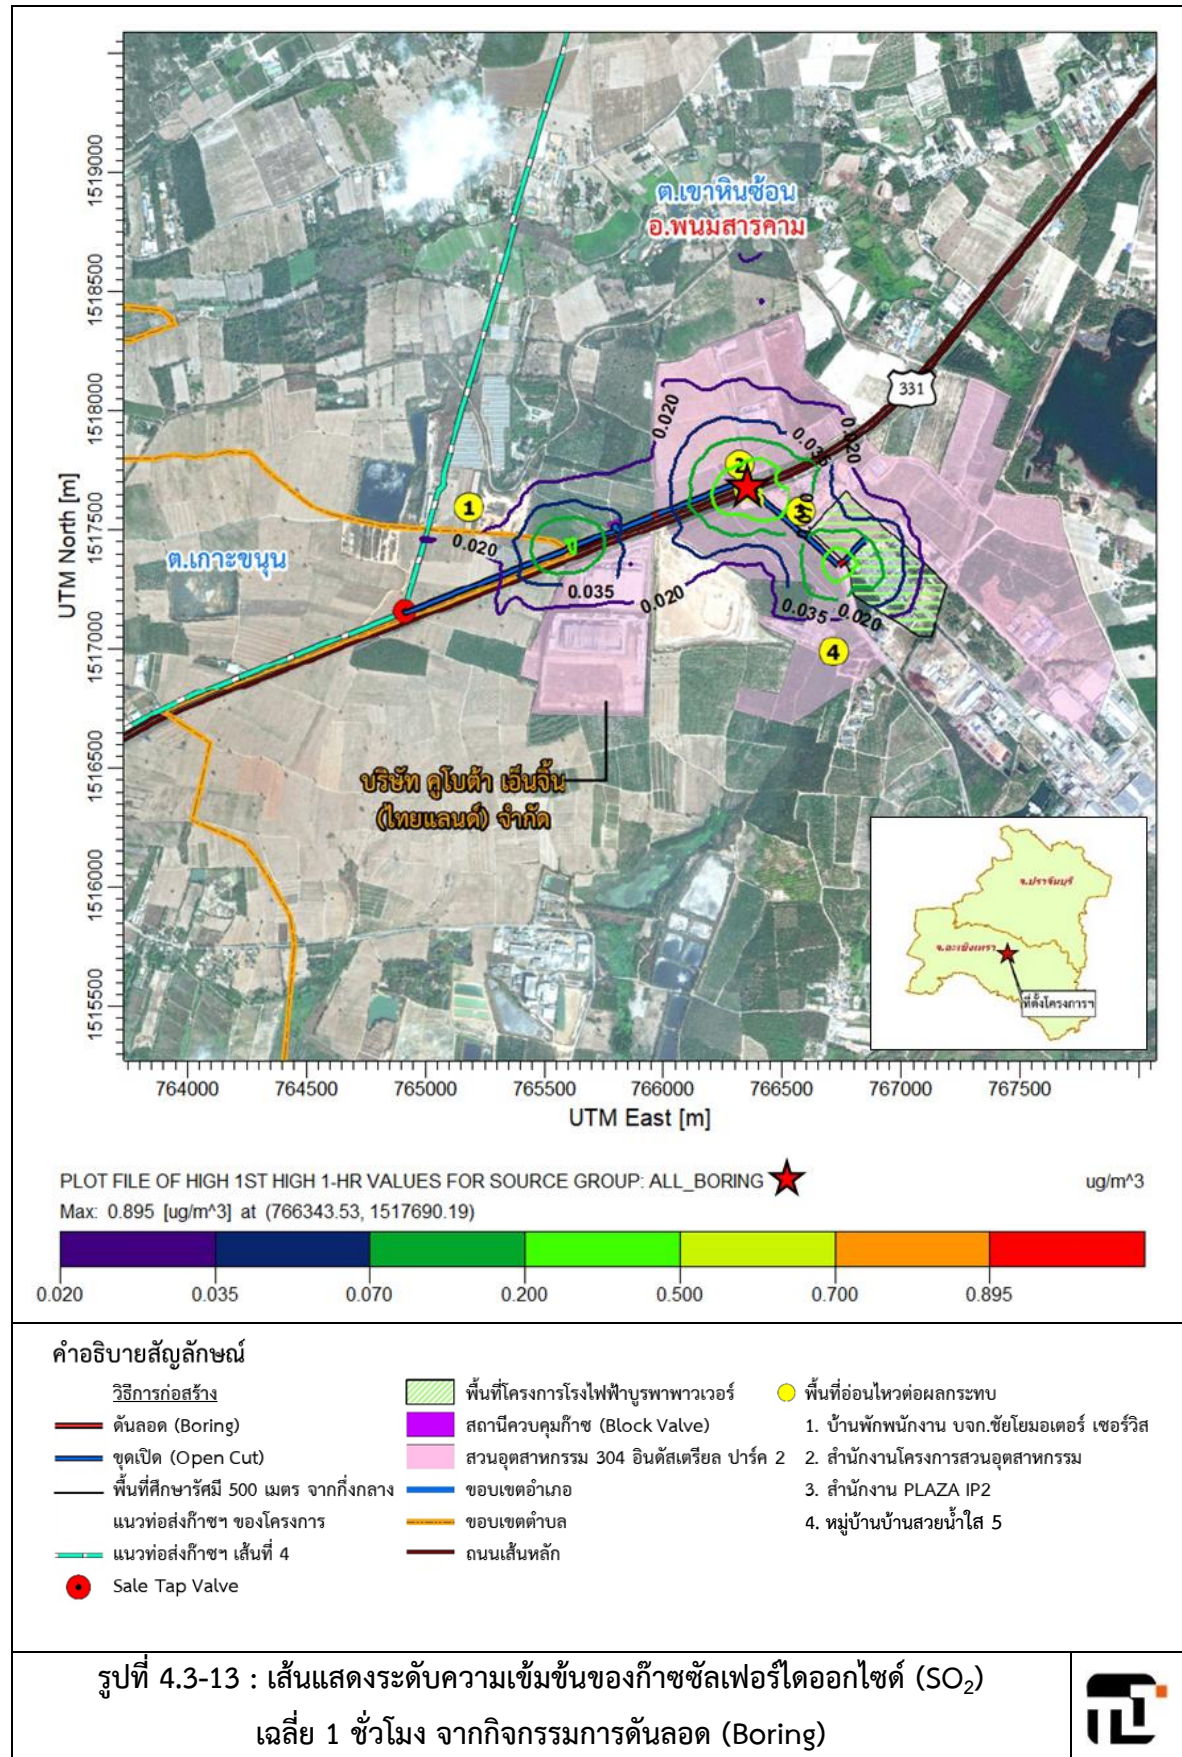 ต.เขาหินซ้อน
อ.พนมสารคาม
331
0.020
0.035
0.020
2
1
3
0.020
ต.เกาะขนุน
0.035
0.020
0.035
0.020
4
บริษัท คูโบต้า เอ็นจิ้น
(ไทยแลนด์) จำกัด
จ.ปราจีนบุรี
จ.ฉะเชิงเทรา
ที่ตั้งโครงการฯ
UTM North [m]
1519000
1518500
1518000
1517500
1517000
1516500
1516000
1515500
764000 764500 765000 765500 766000 766500 767000 767500
UTM East [m]
PLOT FILE OF HIGH 1ST HIGH 1-HR VALUES FOR SOURCE GROUP: ALL_BORING ug/m^3
Max: 0.895 [ug/m^3] at (766343.53, 1517690.19)
0.020 0.035 0.070 0.200 0.500 0.700 0.895
คำอธิบายสัญลักษณ์
วิธีการก่อสร้าง
ดันลอด (Boring)
ขุดเปิด (Open Cut)
พื้นที่ศึกษารัศมี 500 เมตร จากกึ่งกลาง
แนวท่อส่งก๊าซฯ ของโครงการ
แนวท่อส่งก๊าซฯ เส้นที่ 4
Sale Tap Valve
พื้นที่โครงการโรงไฟฟ้าบูรพาพาวเวอร์
สถานีควบคุมก๊าซ (Block Valve)
สวนอุตสาหกรรม 304 อินดัสเตรียล ปาร์ค 2
ขอบเขตอำเภอ
ขอบเขตตำบล
ถนนเส้นหลัก
พื้นที่อ่อนไหวต่อผลกระทบ
1. บ้านพักพนักงาน บจก.ชัยโยมอเตอร์ เซอร์วิส
2. สำนักงานโครงการสวนอุตสาหกรรม
3. สำนักงาน PLAZA IP2
4. หมู่บ้านบ้านสวยน้ำใส 5
รูปที่ 4.3-13 : เส้นแสดงระดับความเข้มข้นของก๊าซซัลเฟอร์ไดออกไซด์ (SO₂)
เฉลี่ย 1 ชั่วโมง จากกิจกรรมการดันลอด (Boring)